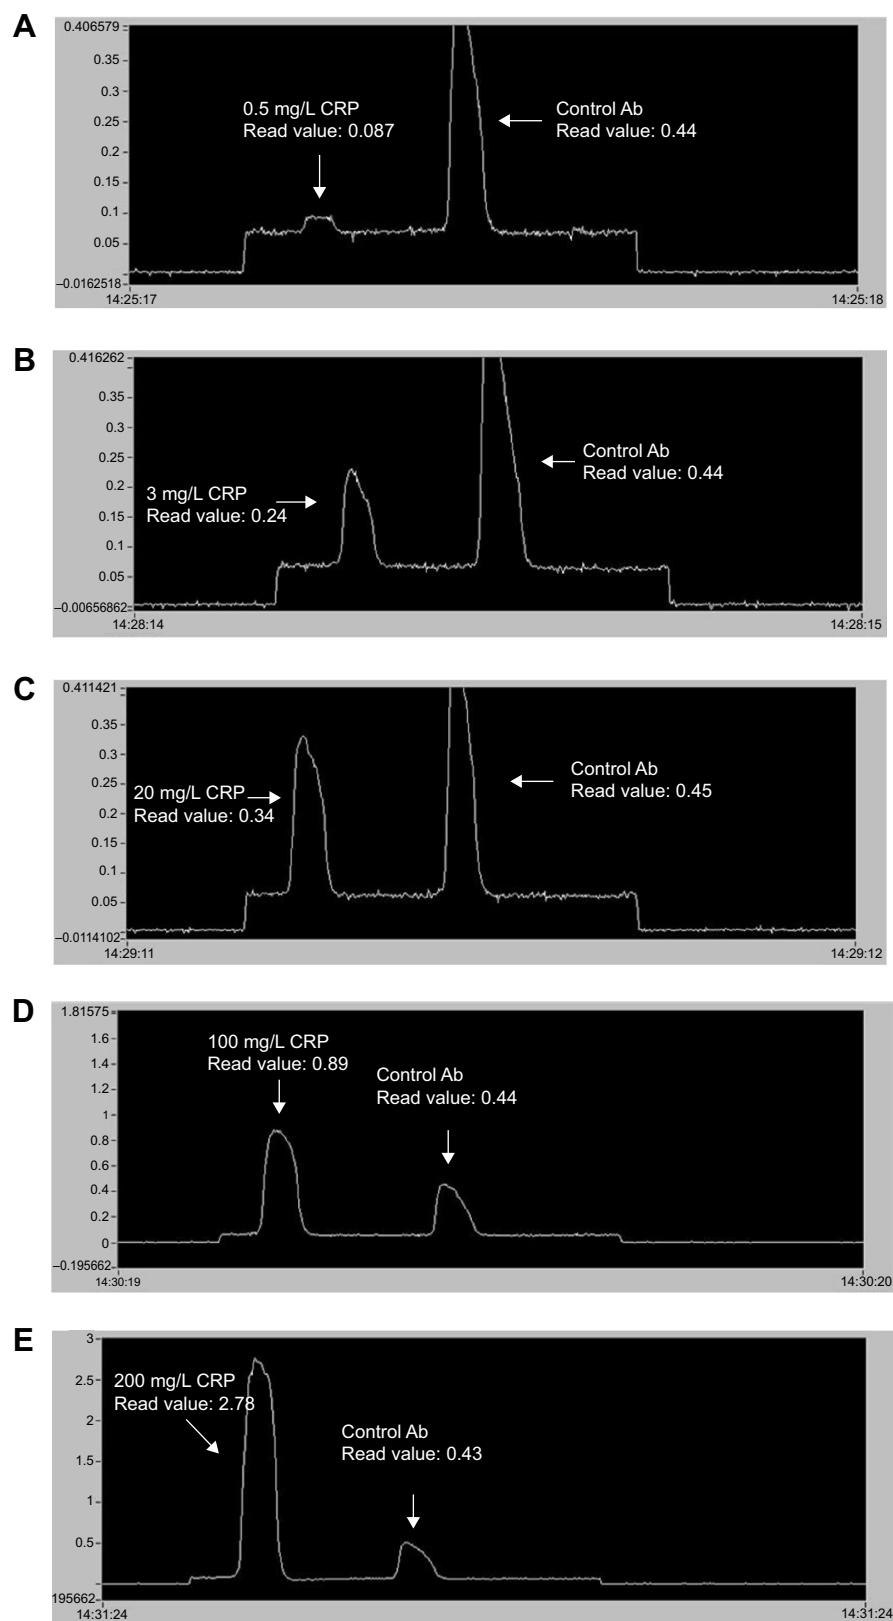 A
0.406579
0.35
0.3
0.25
0.2
0.15
0.1
0.05
–0.0162518
14:25:17
14:25:18
0.5 mg/L CRP
Read value: 0.087
Control Ab
Read value: 0.44
B
0.416262
0.35
0.3
0.25
0.2
0.15
0.1
0.05
–0.00656862
14:28:14
14:28:15
3 mg/L CRP
Read value: 0.24
Control Ab
Read value: 0.44
C
0.411421
0.35
0.3
0.25
0.2
0.15
0.1
0.05
–0.0114102
14:29:11
14:29:12
20 mg/L CRP
Read value: 0.34
Control Ab
Read value: 0.45
D
1.81575
1.6
1.4
1.2
1
0.8
0.6
0.4
0.2
0
–0.195662
14:30:19
14:30:20
100 mg/L CRP
Read value: 0.89
Control Ab
Read value: 0.44
E
3
2.5
2
1.5
1
0.5
195662
14:31:24
14:31:24
200 mg/L CRP
Read value: 2.78
Control Ab
Read value: 0.43